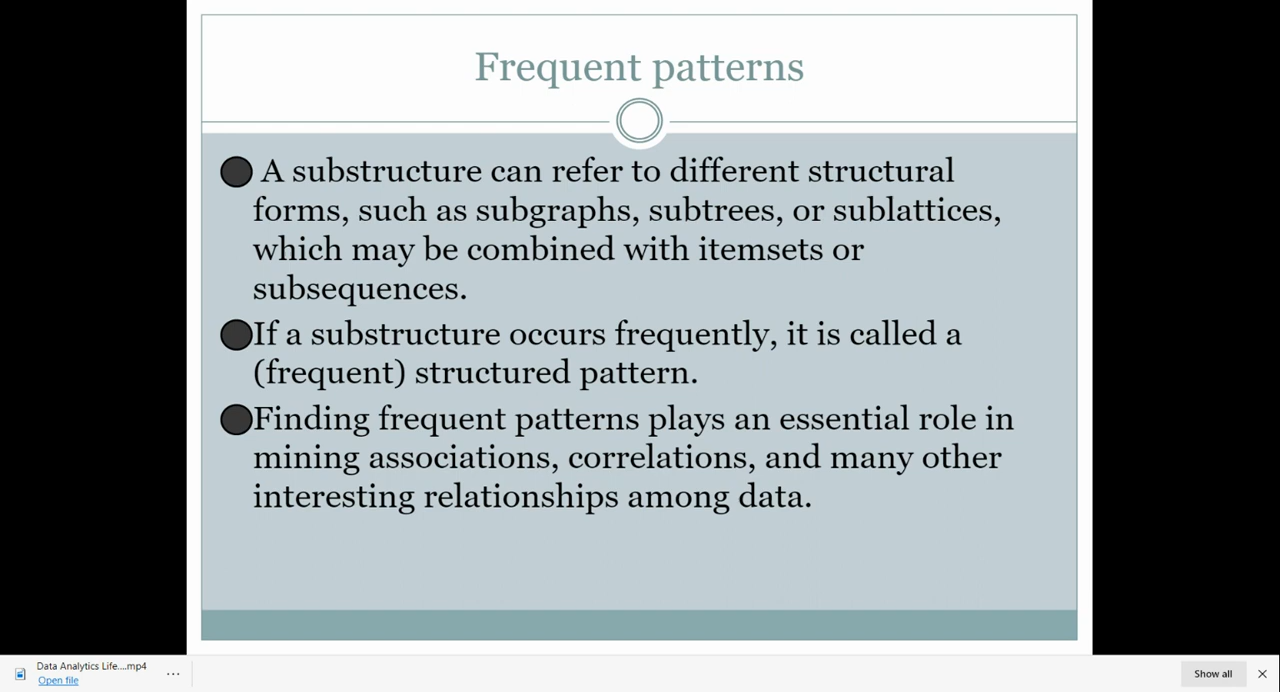 Frequent patterns
A substructure can refer to different structural
forms, such as subgraphs, subtrees, or sublattices,
which may be combined with itemsets or
subsequences.
If a substructure occurs frequently, it is called a
(frequent) structured pattern.
Finding frequent patterns plays an essential role in
mining associations, correlations, and many other
interesting relationships among data.
Data Analytics Life....mp4
Open file
Show all